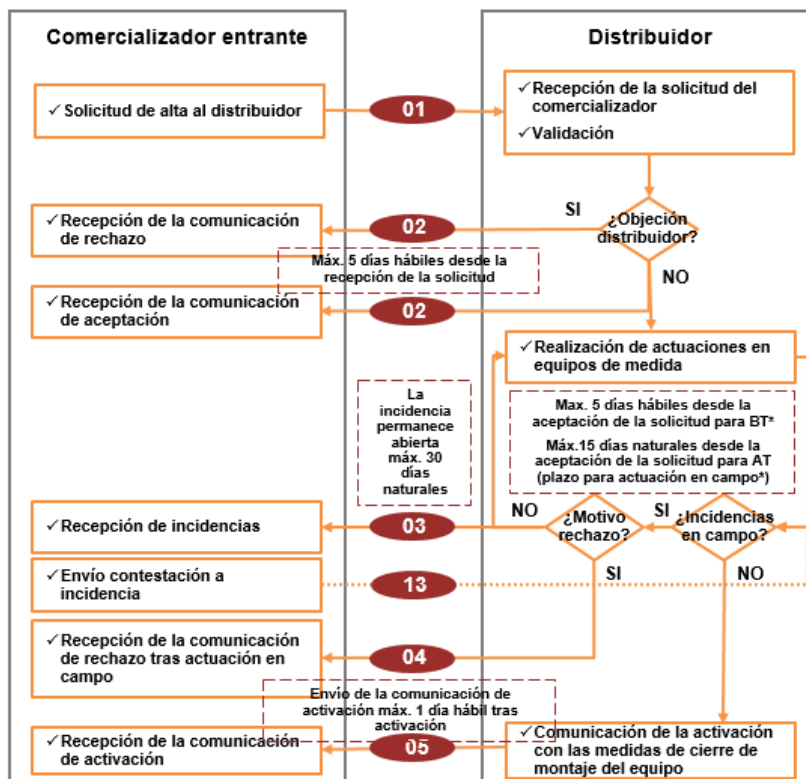 Comercializador entrante
Distribuidor
✓Solicitud de alta al distribuidor
01
✓Recepción de la solicitud del
comercializador
✓Validación
✓Recepción de la comunicación
de rechazo
02
SI
¿Objeción
distribuidor?
Máx. 5 días hábiles desde la
recepción de la solicitud
NO
✓Recepción de la comunicación
de aceptación
02
✓Realización de actuaciones en
equipos de medida
La
incidencia
permanece
abierta
máx. 30
días
naturales
Max. 5 días hábiles desde la
aceptación de la solicitud para BT*
Máx.15 días naturales desde la
aceptación de la solicitud para AT
(plazo para actuación en campo*)
✓Recepción de incidencias
03
NO
¿Motivo
rechazo?
SI
¿Incidencias
en campo?
✓Envío contestación a
incidencia
13
SI
NO
✓Recepción de la comunicación
de rechazo tras actuación en
campo
04
Envío de la comunicación de
activación máx. 1 día hábil tras
activación
✓Recepción de la comunicación
de activación
05
✓Comunicación de la activación
con las medidas de cierre de
montaje del equipo